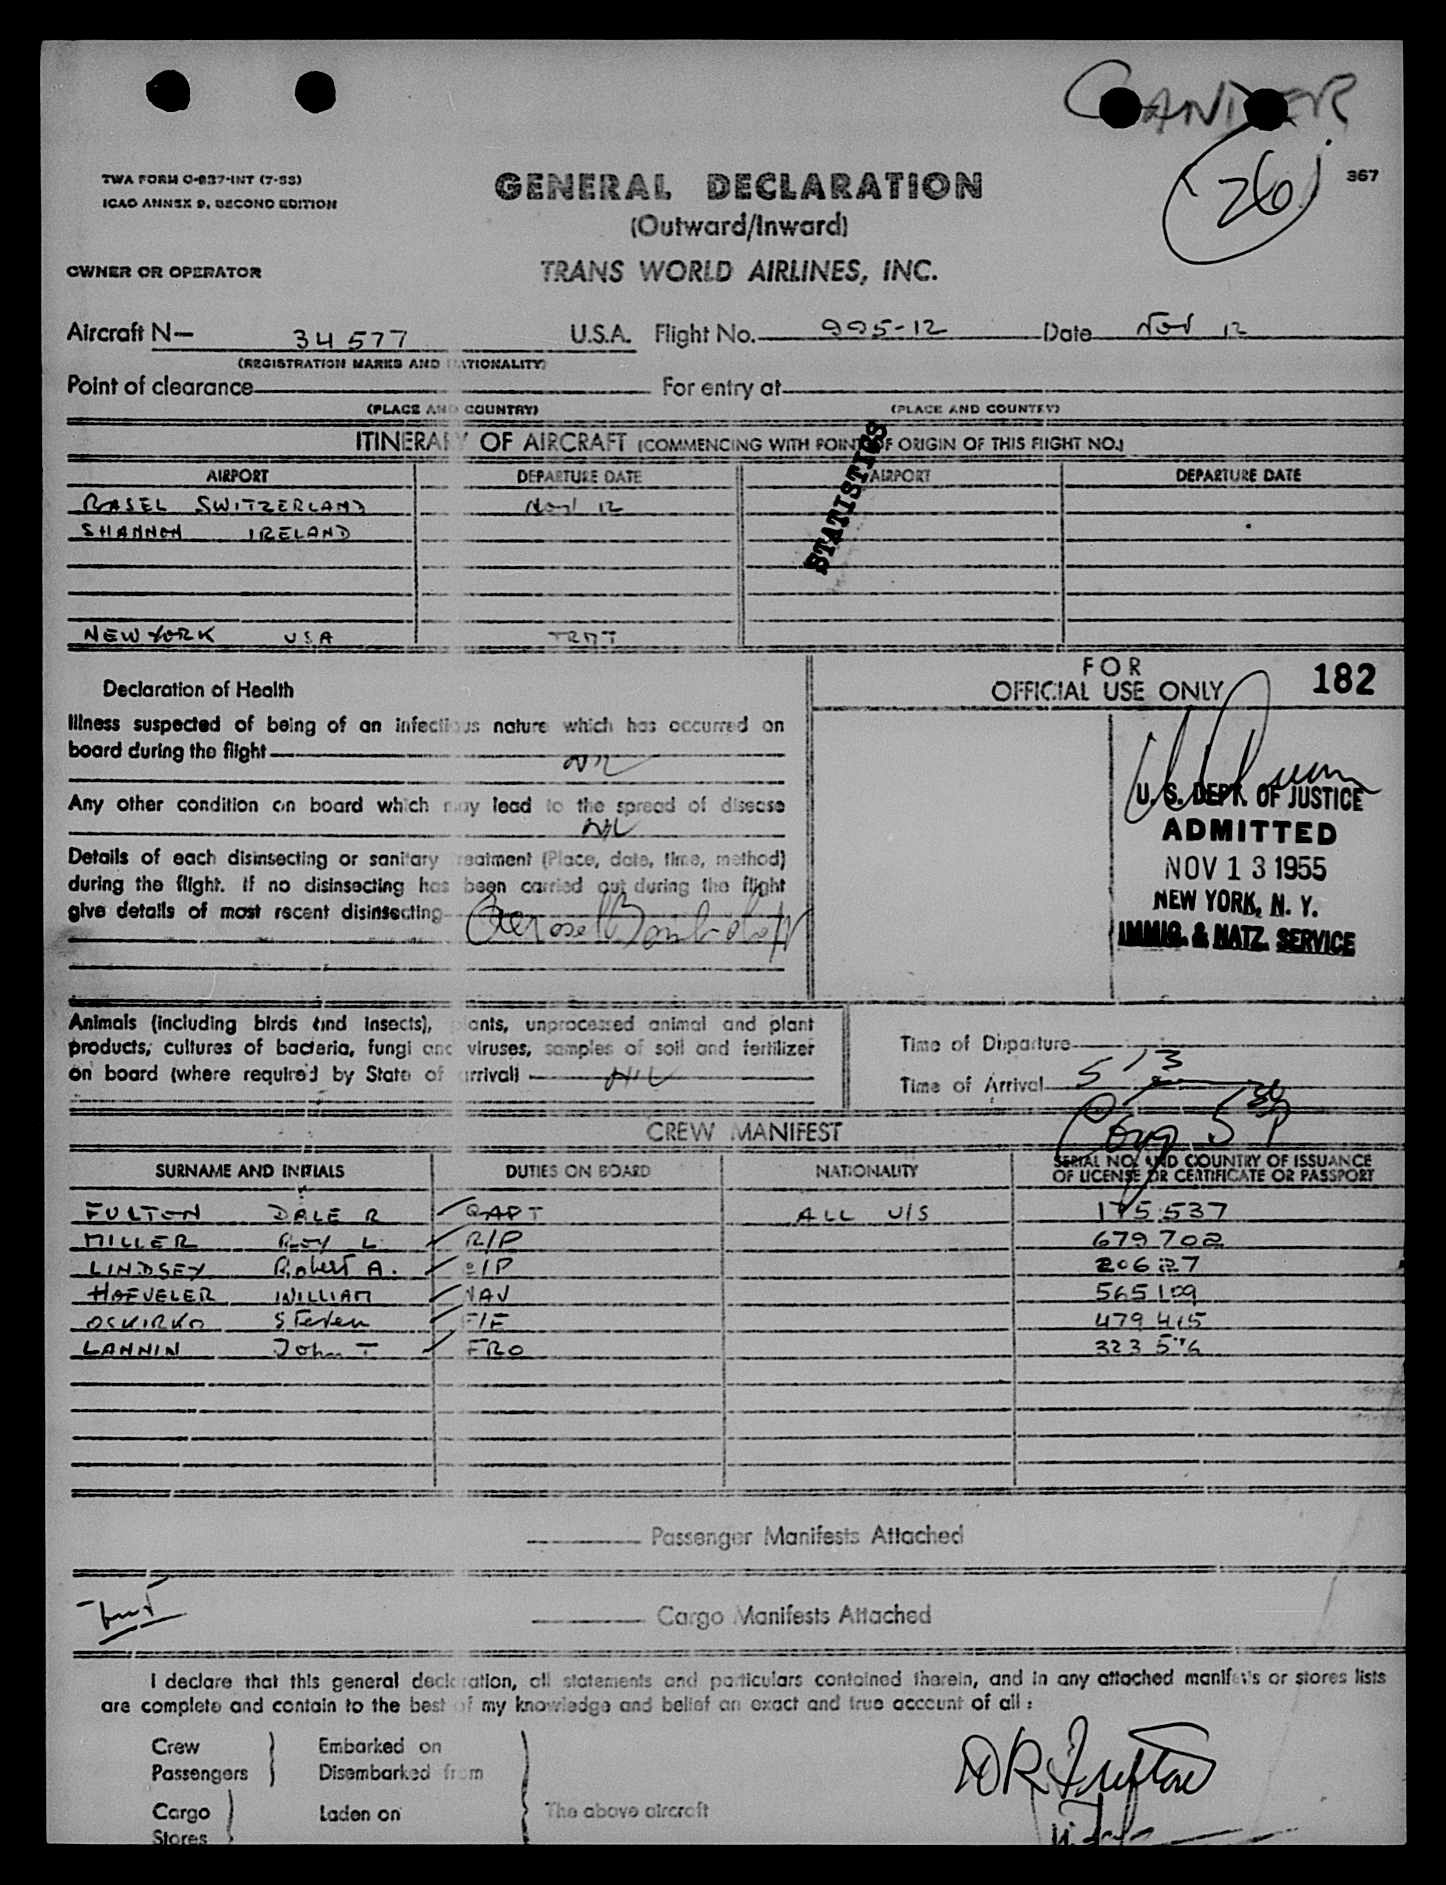 GANDER
26
367
TWA FORM O-837-INT (7-53)
ICAO ANNEX 9, SECOND EDITION
GENERAL DECLARATION
(Outward/Inward)
OWNER OR OPERATOR
TRANS WORLD AIRLINES, INC.
Aircraft N— 34577 U.S.A. Flight No. 995-12 Date Nov 12
(REGISTRATION MARKS AND NATIONALITY)
Point of clearance For entry at
(PLACE AND COUNTRY) (PLACE AND COUNTRY)
ITINERARY OF AIRCRAFT (COMMENCING WITH POINT OF ORIGIN OF THIS FLIGHT NO.)
STATISTICS
AIRPORT DEPARTURE DATE AIRPORT DEPARTURE DATE
BASEL SWITZERLAND Nov 12
SHANNON IRELAND
NEW YORK USA TRMT
Declaration of Health
FOR
OFFICIAL USE ONLY
182
Illness suspected of being of an infectious nature which has occurred on
board during the flight NIL
Any other condition on board which may lead to the spread of disease
NIL
Details of each disinsecting or sanitary treatment (Place, date, time, method)
during the flight. If no disinsecting has been carried out during the flight
give details of most recent disinsecting
U. S. DEPT. OF JUSTICE
ADMITTED
NOV 13 1955
NEW YORK, N. Y.
IMMIG. & NATZ. SERVICE
Animals (including birds and insects), plants, unprocessed animal and plant
products; cultures of bacteria, fungi and viruses, samples of soil and fertilizer
on board (where required by State of arrival) NIL
Time of Departure
Time of Arrival 513
CREW MANIFEST
SURNAME AND INITIALS DUTIES ON BOARD NATIONALITY SERIAL NO. AND COUNTRY OF ISSUANCE
OF LICENSE OR CERTIFICATE OR PASSPORT
FULTON DALE R CAPT ALL U/S 175537
MILLER ROY L R/P 679702
LINDSEY Robert A. 20627
HAEVELER WILLIAM NAV 565109
OSKIRKO Steven F/E 479415
LANNIN John T FRO 323
Passenger Manifests Attached
Cargo Manifests Attached
I declare that this general declaration, all statements and particulars contained therein, and in any attached manifests or stores lists
are complete and contain to the best of my knowledge and belief an exact and true account of all :
Crew Embarked on
Passengers Disembarked from
Cargo Laden on The above aircraft
Stores
DR Fulton